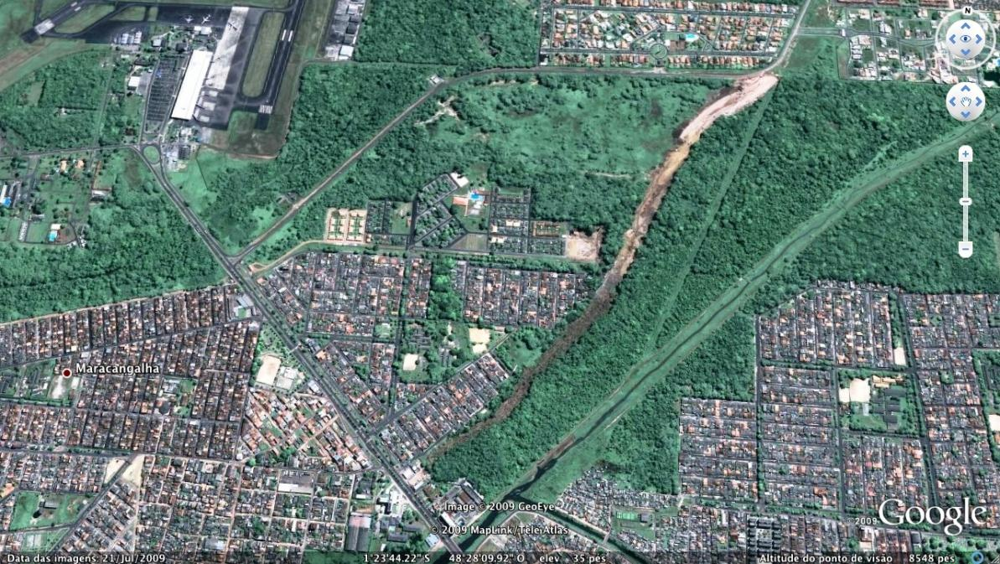 N
Maracangalha
Image © 2009 GeoEye
© 2009 MapLink/Tele Atlas
©2009 Google
Data das imagens: 21/Jul/2009 1°23'44.22" S 48°28'09.92" O elev 35 pés Altitude do ponto de visão 8548 pés